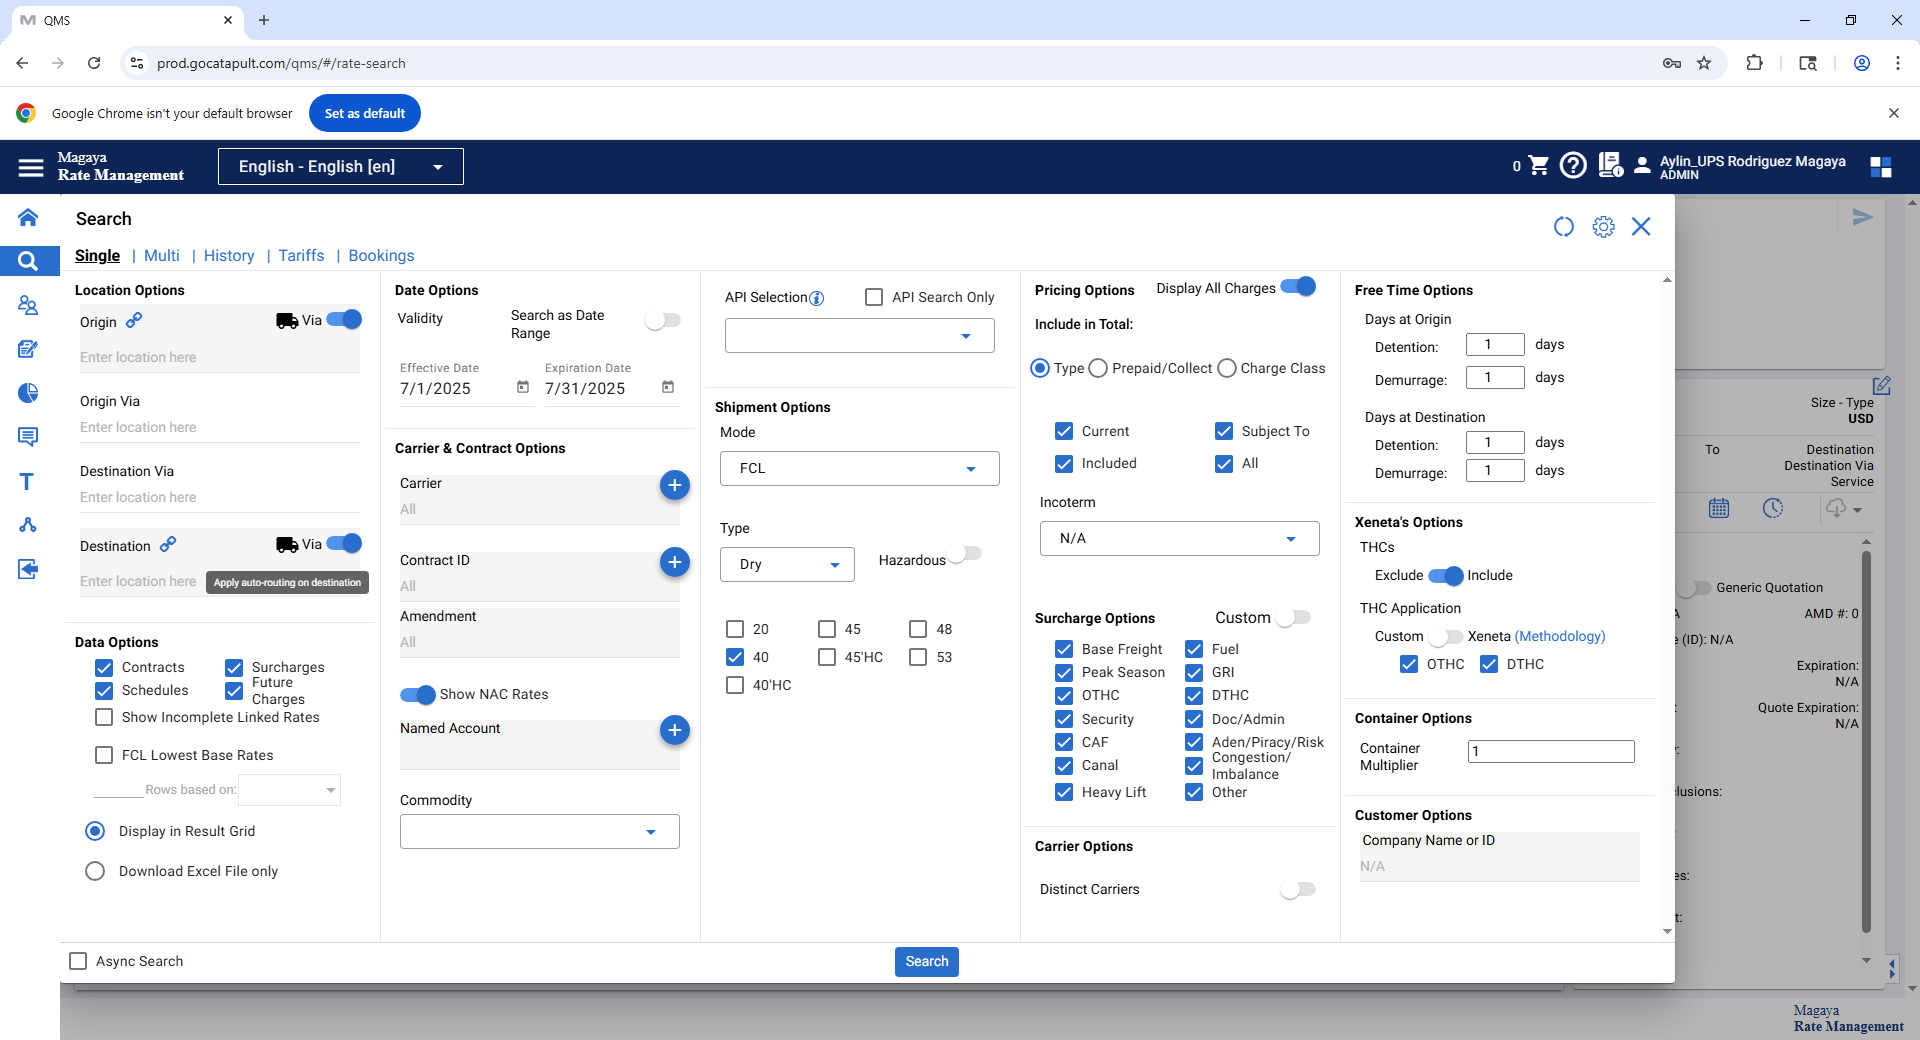 QMS
prod.gocatapult.com/qms/#/rate-search
Google Chrome isn't your default browser
Set as default
Magaya
Rate Management
English - English [en]
0
Aylin_UPS Rodriguez Magaya
ADMIN
Search
Single | Multi | History | Tariffs | Bookings
Location Options
Origin
Via
Enter location here
Origin Via
Enter location here
Destination Via
Enter location here
Destination
Via
Enter location here
Apply auto-routing on destination
Data Options
Contracts
Surcharges
Schedules
Future Charges
Show Incomplete Linked Rates
FCL Lowest Base Rates
Rows based on:
Display in Result Grid
Download Excel File only
Date Options
Validity
Search as Date
Range
Effective Date
7/1/2025
Expiration Date
7/31/2025
Carrier & Contract Options
Carrier
All
Contract ID
All
Amendment
All
Show NAC Rates
Named Account
Commodity
API Selection
API Search Only
Shipment Options
Mode
FCL
Type
Dry
Hazardous
20
45
48
40
45'HC
53
40'HC
Pricing Options
Display All Charges
Include in Total:
Type
Prepaid/Collect
Charge Class
Current
Subject To
Included
All
Incoterm
N/A
Surcharge Options
Custom
Base Freight
Fuel
Peak Season
GRI
OTHC
DTHC
Security
Doc/Admin
CAF
Aden/Piracy/Risk
Canal
Congestion/
Imbalance
Heavy Lift
Other
Carrier Options
Distinct Carriers
Free Time Options
Days at Origin
Detention: 1 days
Demurrage: 1 days
Days at Destination
Detention: 1 days
Demurrage: 1 days
Xeneta's Options
THCs
Exclude
Include
THC Application
Custom
Xeneta (Methodology)
OTHC
DTHC
Container Options
Container
Multiplier
1
Customer Options
Company Name or ID
N/A
Async Search
Search
Size - Type
USD
To
Destination
Destination Via
Service
Generic Quotation
AMD #: 0
(ID): N/A
Expiration:
N/A
Quote Expiration:
N/A
Magaya
Rate Management